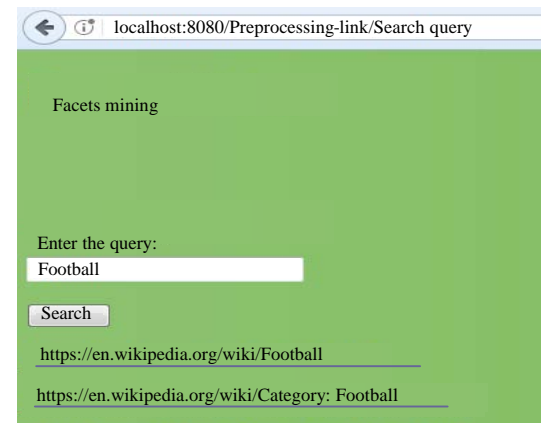 localhost:8080/Preprocessing-link/Search query
Facets mining
Enter the query:
Football
Search
https://en.wikipedia.org/wiki/Football
https://en.wikipedia.org/wiki/Category: Football